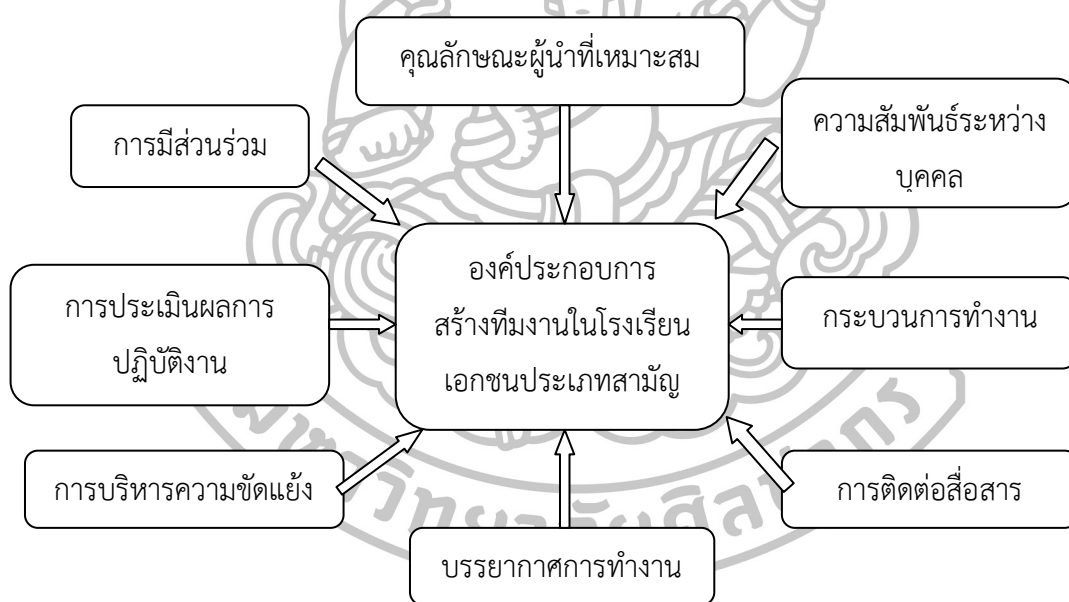 คุณลักษณะผู้นำที่เหมาะสม
การมีส่วนร่วม
ความสัมพันธ์ระหว่าง
บุคคล
องค์ประกอบการ
สร้างทีมงานในโรงเรียน
เอกชนประเภทสามัญ
การประเมินผลการ
ปฏิบัติงาน
กระบวนการทำงาน
การบริหารความขัดแย้ง
การติดต่อสื่อสาร
บรรยากาศการทำงาน